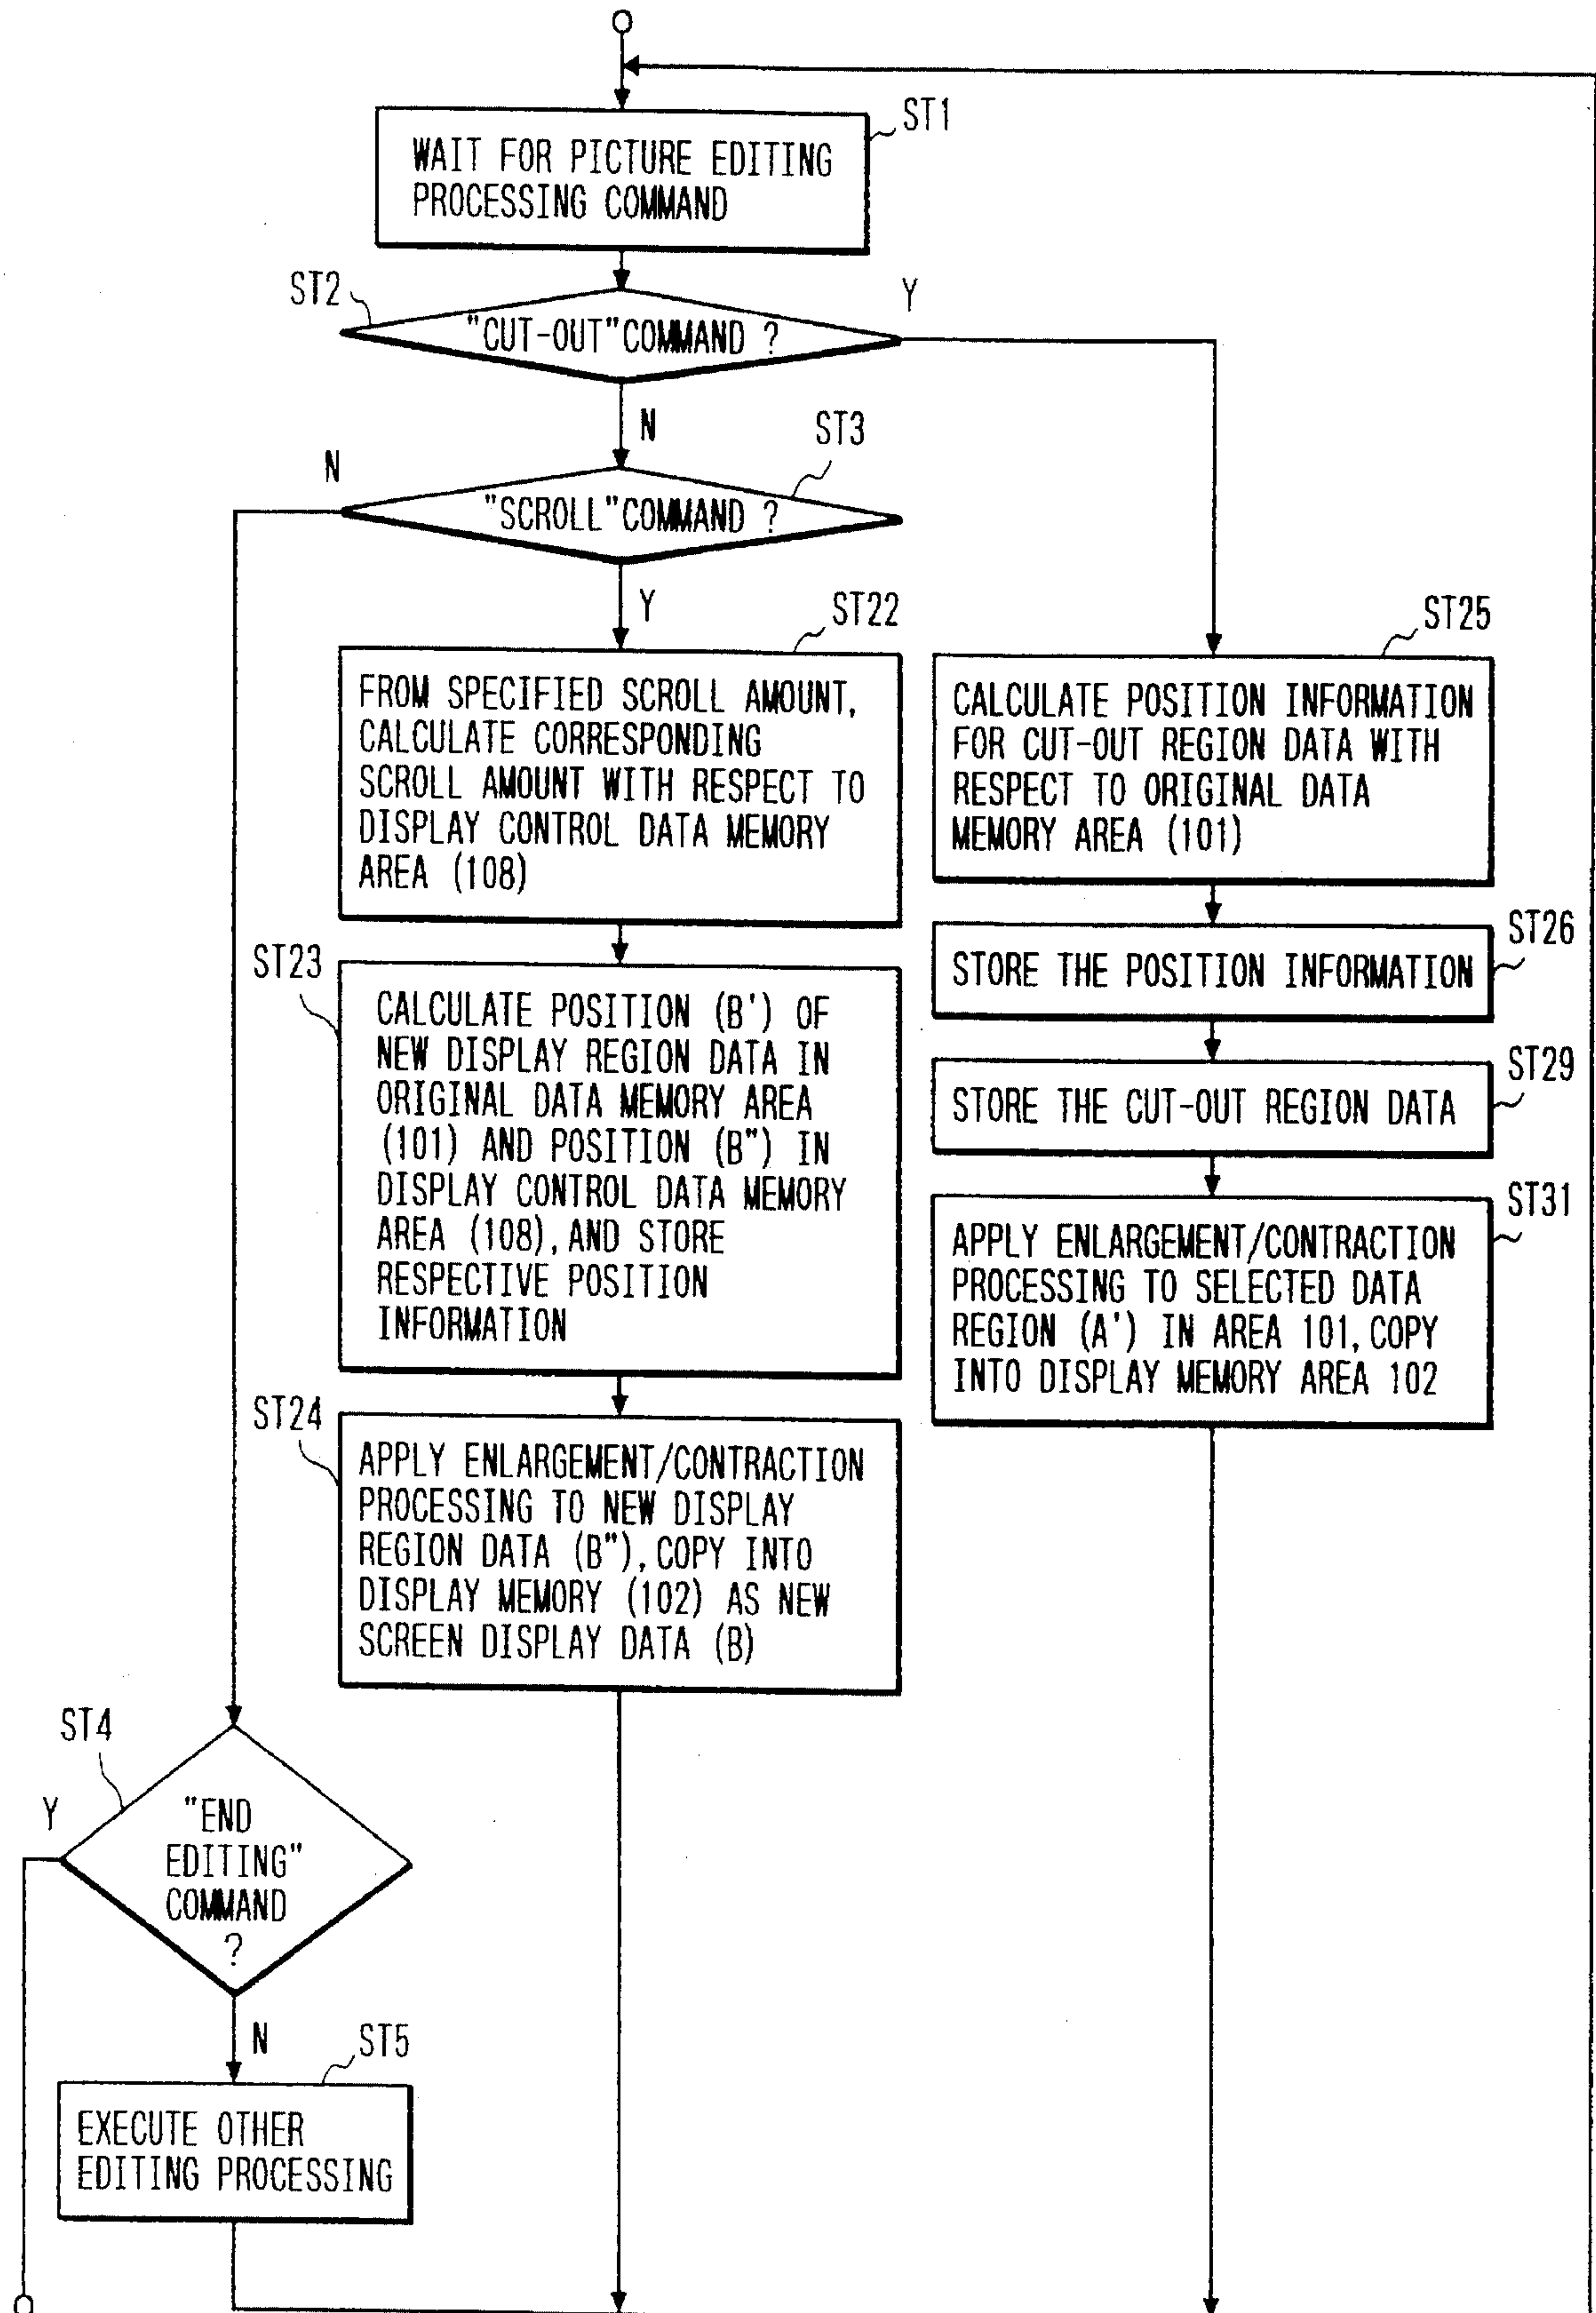 ST1
WAIT FOR PICTURE EDITING
PROCESSING COMMAND
ST2
Y
"CUT-OUT" COMMAND ?
N
ST3
N
"SCROLL" COMMAND ?
Y
ST22
FROM SPECIFIED SCROLL AMOUNT,
CALCULATE CORRESPONDING
SCROLL AMOUNT WITH RESPECT TO
DISPLAY CONTROL DATA MEMORY
AREA (108)
ST25
CALCULATE POSITION INFORMATION
FOR CUT-OUT REGION DATA WITH
RESPECT TO ORIGINAL DATA
MEMORY AREA (101)
ST26
STORE THE POSITION INFORMATION
ST23
CALCULATE POSITION (B') OF
NEW DISPLAY REGION DATA IN
ORIGINAL DATA MEMORY AREA
(101) AND POSITION (B") IN
DISPLAY CONTROL DATA MEMORY
AREA (108), AND STORE
RESPECTIVE POSITION
INFORMATION
ST29
STORE THE CUT-OUT REGION DATA
ST31
APPLY ENLARGEMENT/CONTRACTION
PROCESSING TO SELECTED DATA
REGION (A') IN AREA 101, COPY
INTO DISPLAY MEMORY AREA 102
ST24
APPLY ENLARGEMENT/CONTRACTION
PROCESSING TO NEW DISPLAY
REGION DATA (B"), COPY INTO
DISPLAY MEMORY (102) AS NEW
SCREEN DISPLAY DATA (B)
ST4
Y
"END
EDITING"
COMMAND
?
N
ST5
EXECUTE OTHER
EDITING PROCESSING